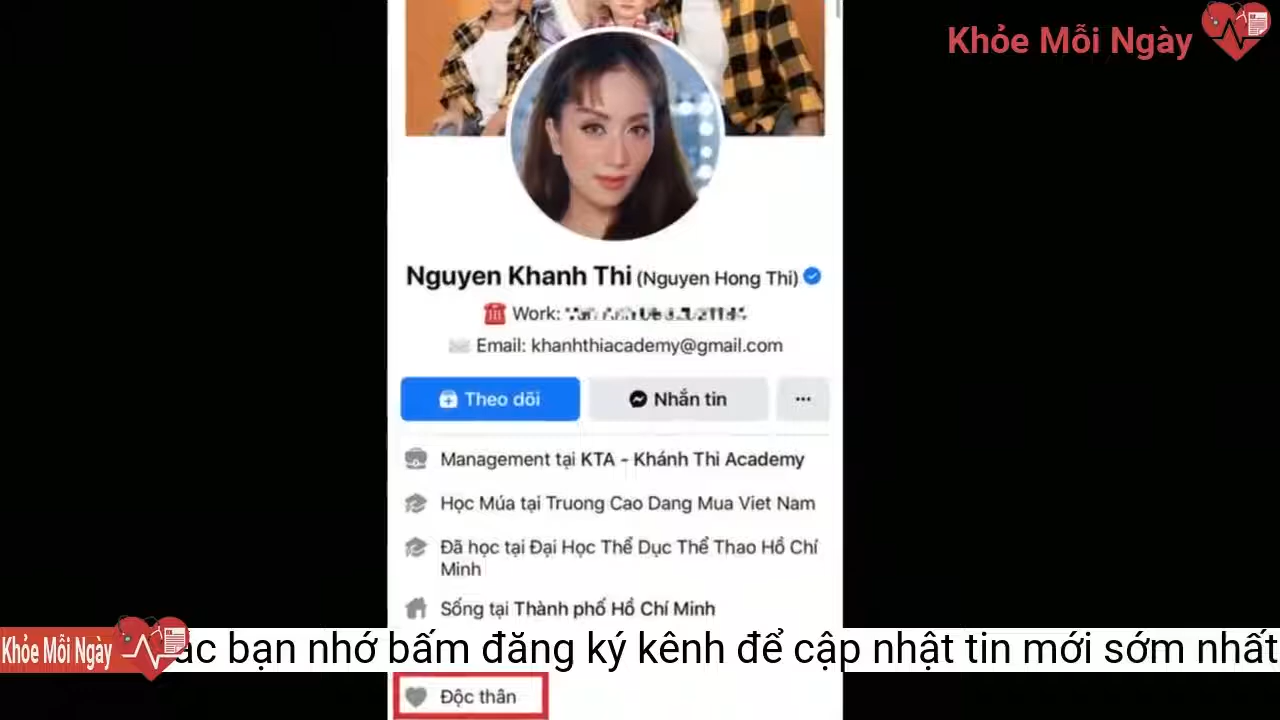 Khỏe Mỗi Ngày
Nguyen Khanh Thi (Nguyen Hong Thi)
Work:
Email: khanhthiacademy@gmail.com
Theo dõi
Nhắn tin
Management tại KTA - Khánh Thi Academy
Học Múa tại Truong Cao Dang Mua Viet Nam
Đã học tại Đại Học Thể Dục Thể Thao Hồ Chí
Minh
Sống tại Thành phố Hồ Chí Minh
Khỏe Mỗi Ngày
bạn nhớ bấm đăng ký kênh để cập nhật tin mới sớm nhất
Độc thân